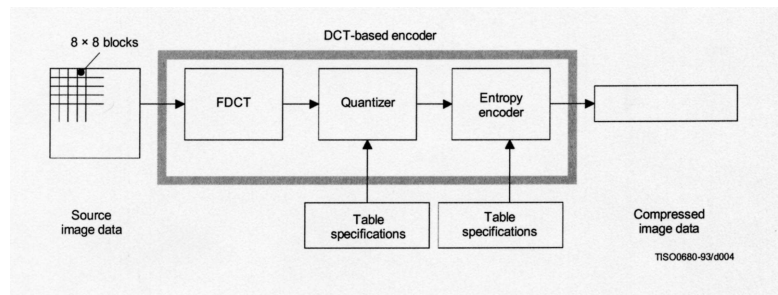 DCT-based encoder
8 × 8 blocks
FDCT
Quantizer
Entropy
encoder
Source
image data
Table
specifications
Table
specifications
Compressed
image data
TISO0680-93/d004